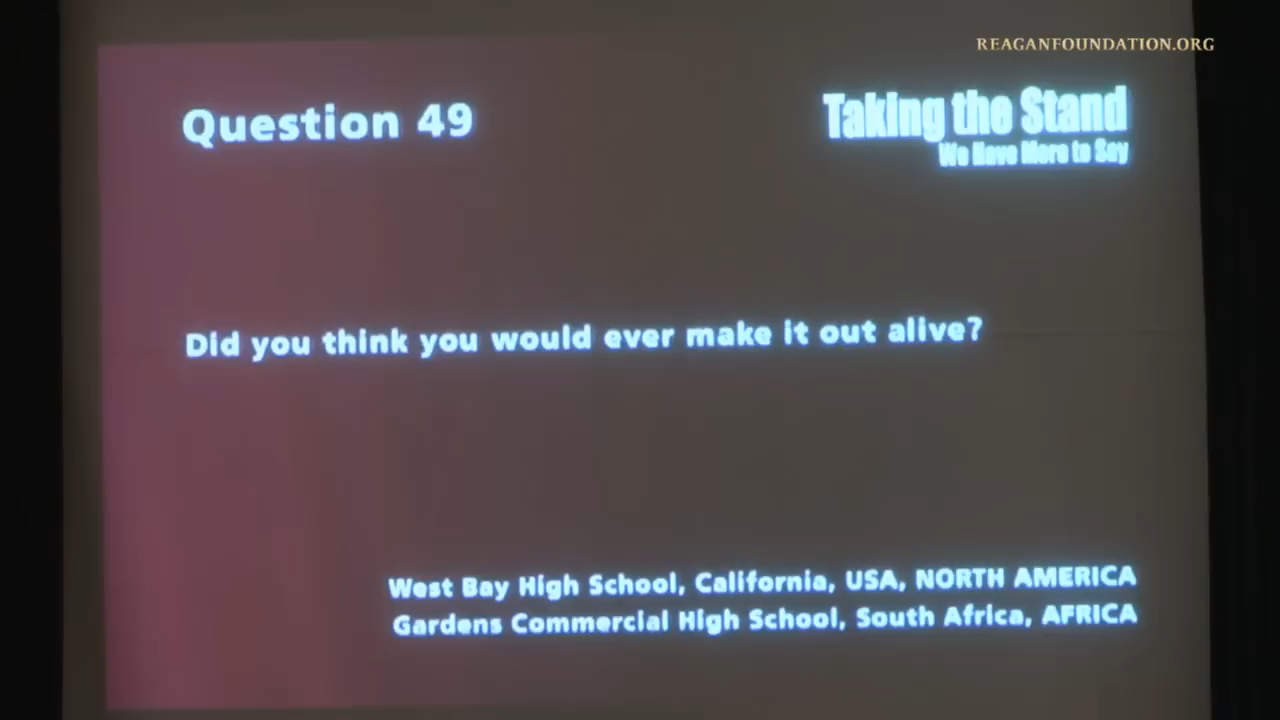 REAGANFOUNDATION.ORG
Question 49
Taking the Stand
We Have More to Say
Did you think you would ever make it out alive?
West Bay High School, California, USA, NORTH AMERICA
Gardens Commercial High School, South Africa, AFRICA